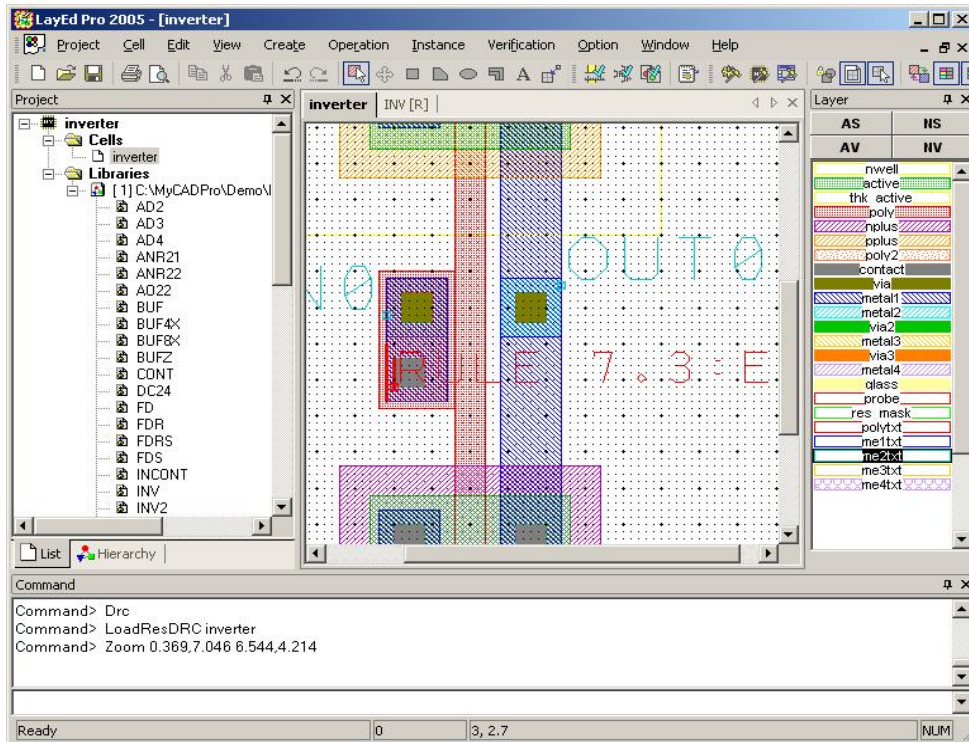 LayEd Pro 2005 - [inverter]
Project Cell Edit View Create Operation Instance Verification Option Window Help
Project
inverter
Cells
inverter
Libraries
[1] C:\MyCADPro\Demo\I
AD2
AD3
AD4
ANR21
ANR22
AO22
BUF
BUF4X
BUF8X
BUFZ
CONT
DC24
FD
FDR
FDRS
FDS
INCONT
INV
INV2
List Hierarchy
inverter INV [R]
N0 OUT0
RULE 7.3:E
Layer
AS NS
AV NV
nwell
active
thk active
poly
nplus
pplus
poly2
contact
via
metal1
metal2
via2
metal3
via3
metal4
glass
probe
res mask
polytxt
me1txt
me2txt
me3txt
me4txt
Command
Command> Drc
Command> LoadResDRC inverter
Command> Zoom 0.369,7.046 6.544,4.214
Ready 0 3, 2.7 NUM